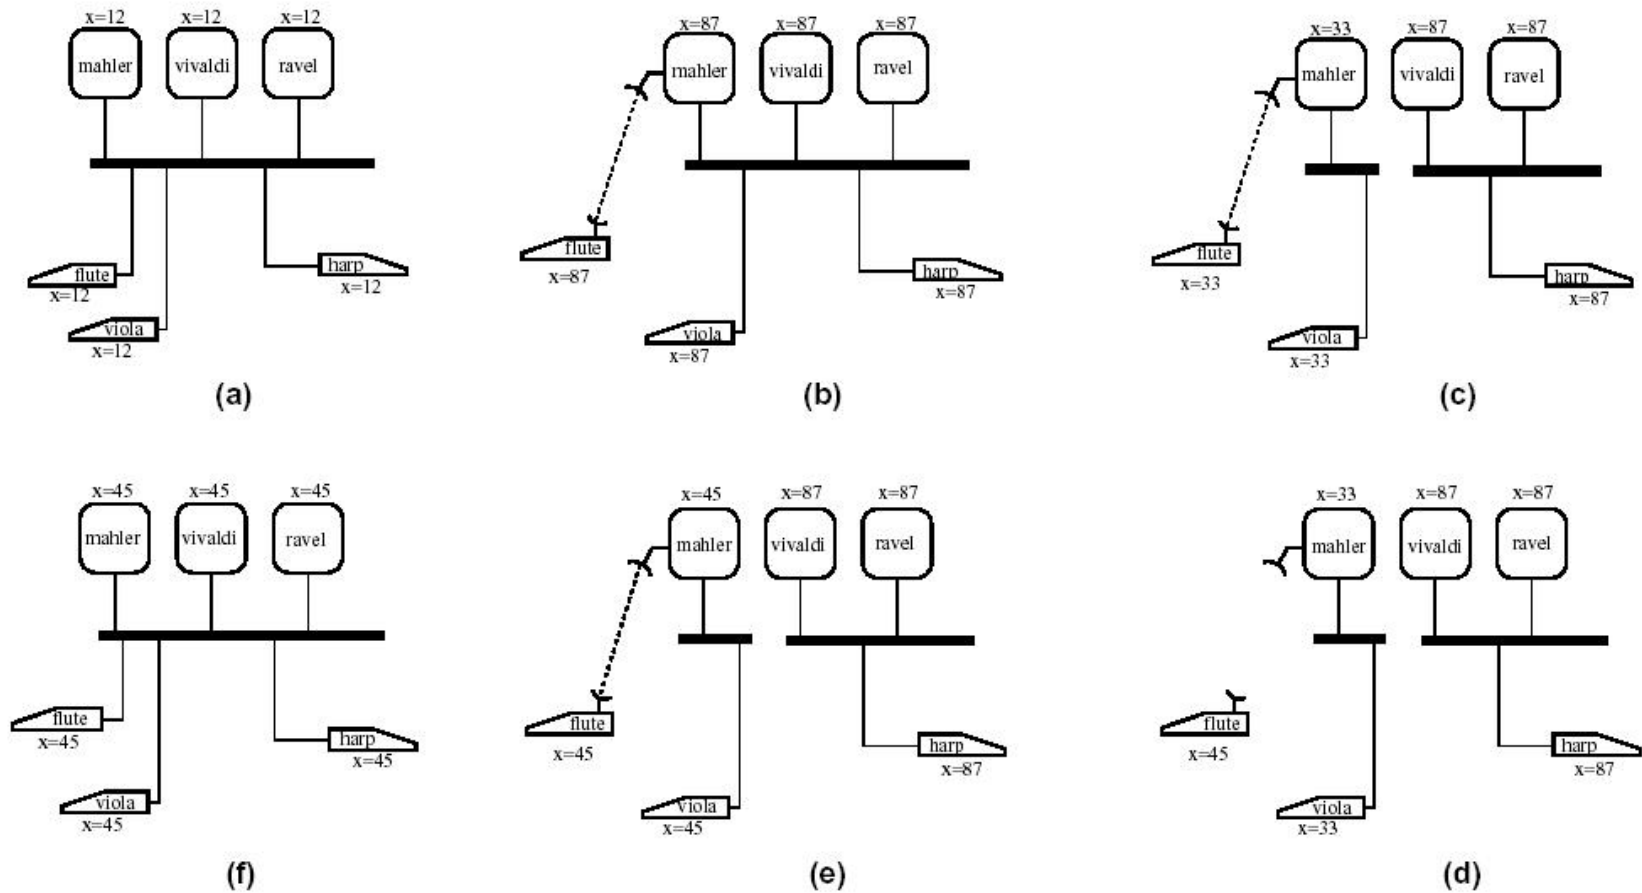 x=12 x=12 x=12
mahler vivaldi ravel
flute harp
x=12 x=12
viola
x=12
(a)
x=87 x=87 x=87
mahler vivaldi ravel
flute
x=87
harp
x=87
viola
x=87
(b)
x=33 x=87 x=87
mahler vivaldi ravel
flute
x=33
harp
x=87
viola
x=33
(c)
x=45 x=45 x=45
mahler vivaldi ravel
flute
x=45
harp
x=45
viola
x=45
(f)
x=45 x=87 x=87
mahler vivaldi ravel
flute
x=45
harp
x=87
viola
x=45
(e)
x=33 x=87 x=87
mahler vivaldi ravel
flute
x=45
harp
x=87
viola
x=33
(d)